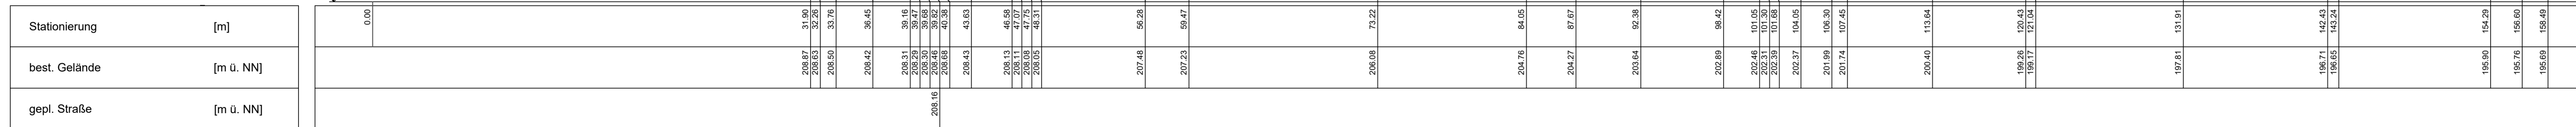 Stationierung [m] 0.00 31.90 32.26 33.76 36.45 39.16 39.47 39.68 39.82 40.38 43.63 46.58 47.07 47.75 48.31 56.28 59.47 73.22 84.05 87.67 92.38 98.42 101.05 101.30 101.68 104.05 106.30 107.45 113.64 120.43 121.04 131.91 142.43 143.24 154.29 156.60 158.49
best. Gelände [m ü. NN] 208.87 208.63 208.50 208.42 208.31 208.29 208.30 208.46 208.68 208.43 208.13 208.11 208.08 208.05 207.48 207.23 206.08 204.76 204.27 203.64 202.89 202.46 202.31 202.39 202.37 201.99 201.74 200.40 199.26 199.17 197.81 196.71 196.65 195.90 195.76 195.69
gepl. Straße [m ü. NN] 208.16